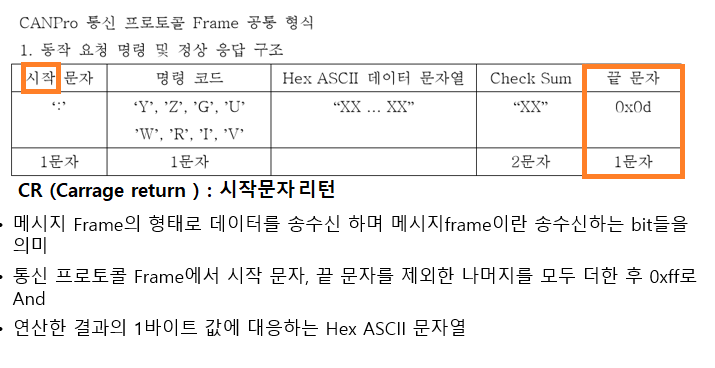 CANPro 통신 프로토콜 Frame 공통 형식
1. 동작 요청 명령 및 정상 응답 구조
시작 문자 명령 코드 Hex ASCII 데이터 문자열 Check Sum 끝 문자
‘:’ ‘Y’, ’Z’, ’G’, ’U’ “XX ... XX” “XX” 0x0d
’W’, ’R’, ’I’, ’V’
1문자 1문자 2문자 1문자
CR (Carrage return ) : 시작문자 리턴
• 메시지 Frame의 형태로 데이터를 송수신 하며 메시지frame이란 송수신하는 bit들을
의미
• 통신 프로토콜 Frame에서 시작 문자, 끝 문자를 제외한 나머지를 모두 더한 후 0xff로
And
• 연산한 결과의 1바이트 값에 대응하는 Hex ASCII 문자열